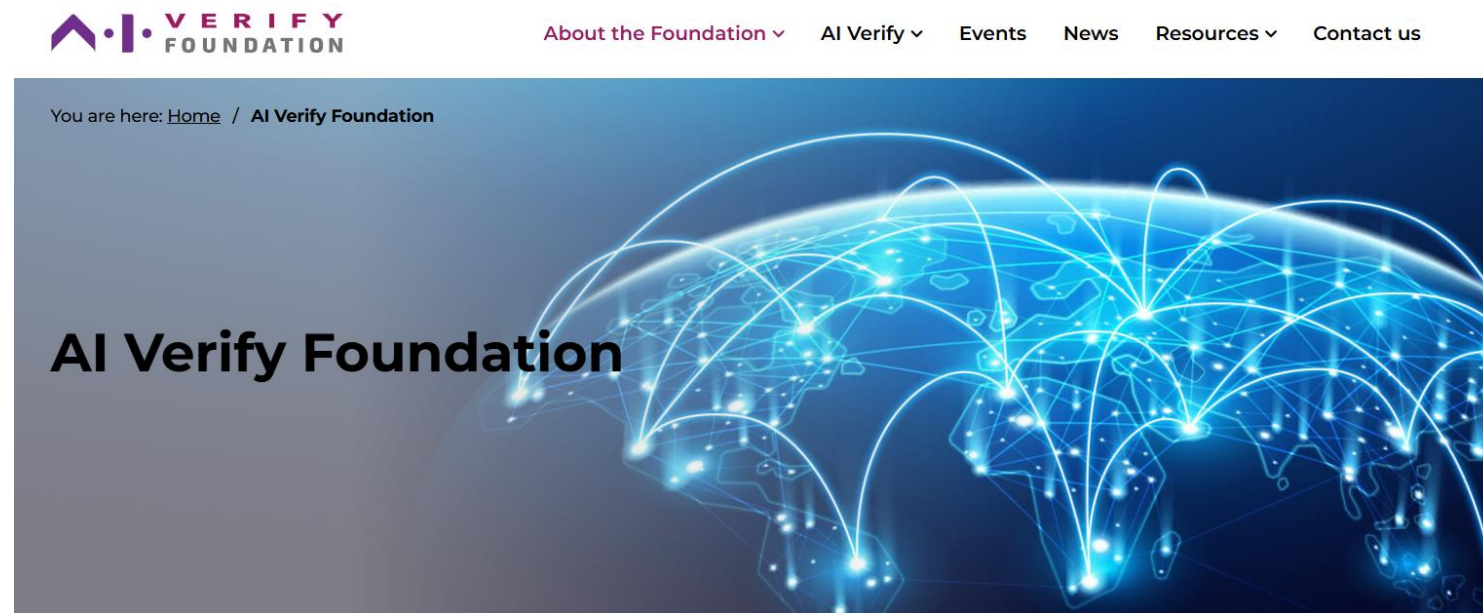 A.I. VERIFY
FOUNDATION
About the Foundation AI Verify Events News Resources Contact us
You are here: Home / AI Verify Foundation
AI Verify Foundation